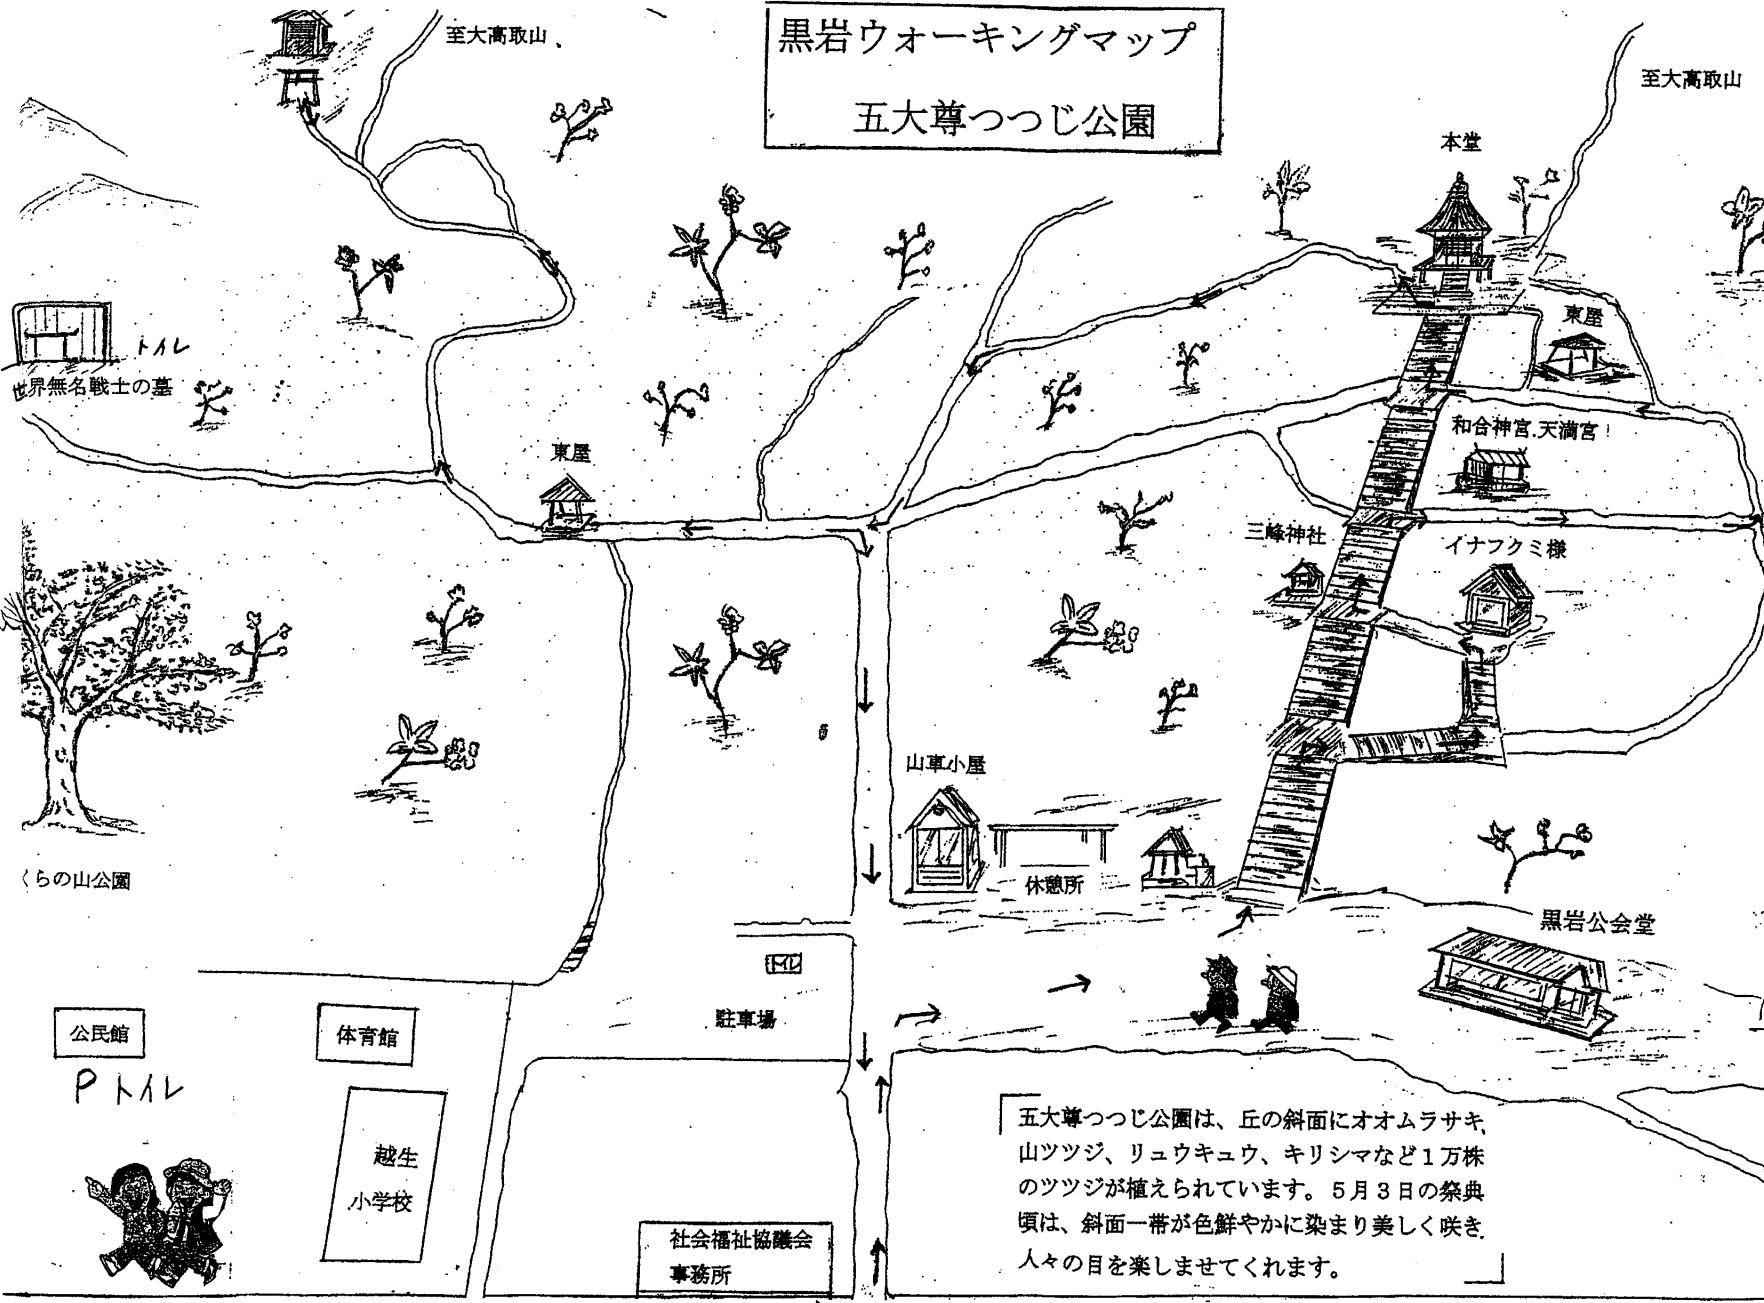 黒岩ウォーキングマップ
五大尊つつじ公園
至大高取山
至大高取山
本堂
東屋
トイレ
世界無名戦士の墓
和合神宮.天満宮
東屋
三峰神社
イナフクミ様
山車小屋
休憩所
くらの山公園
黒岩公会堂
トイレ
駐車場
公民館
体育館
P トイレ
越生
小学校
社会福祉協議会
事務所
五大尊つつじ公園は、丘の斜面にオオムラサキ、
山ツツジ、リュウキュウ、キリシマなど1万株
のツツジが植えられています。5月3日の祭典
頃は、斜面一帯が色鮮やかに染まり美しく咲き、
人々の目を楽しませてくれます。